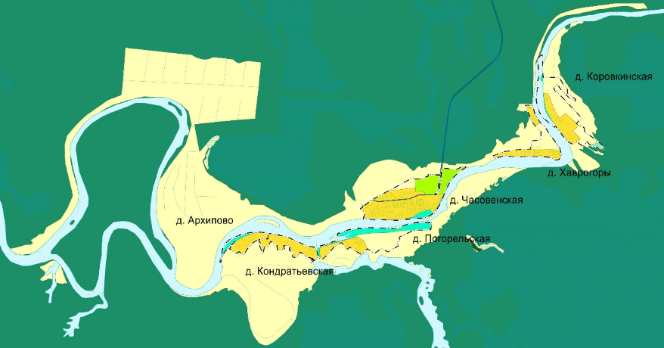 д. Коровкинская
д. Хаврогоры
д. Часовенская
д. Архипово
д. Погорельская
д. Кондратьевская